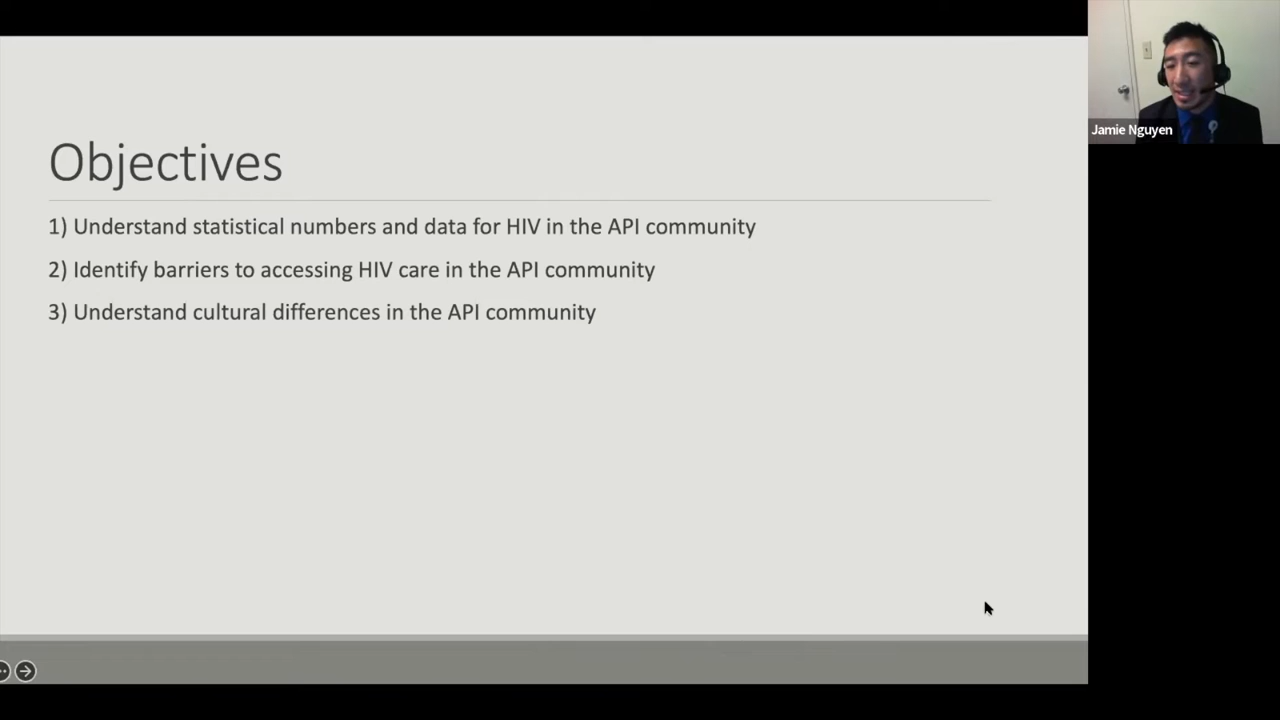 Objectives
1) Understand statistical numbers and data for HIV in the API community
2) Identify barriers to accessing HIV care in the API community
3) Understand cultural differences in the API community
Jamie Nguyen